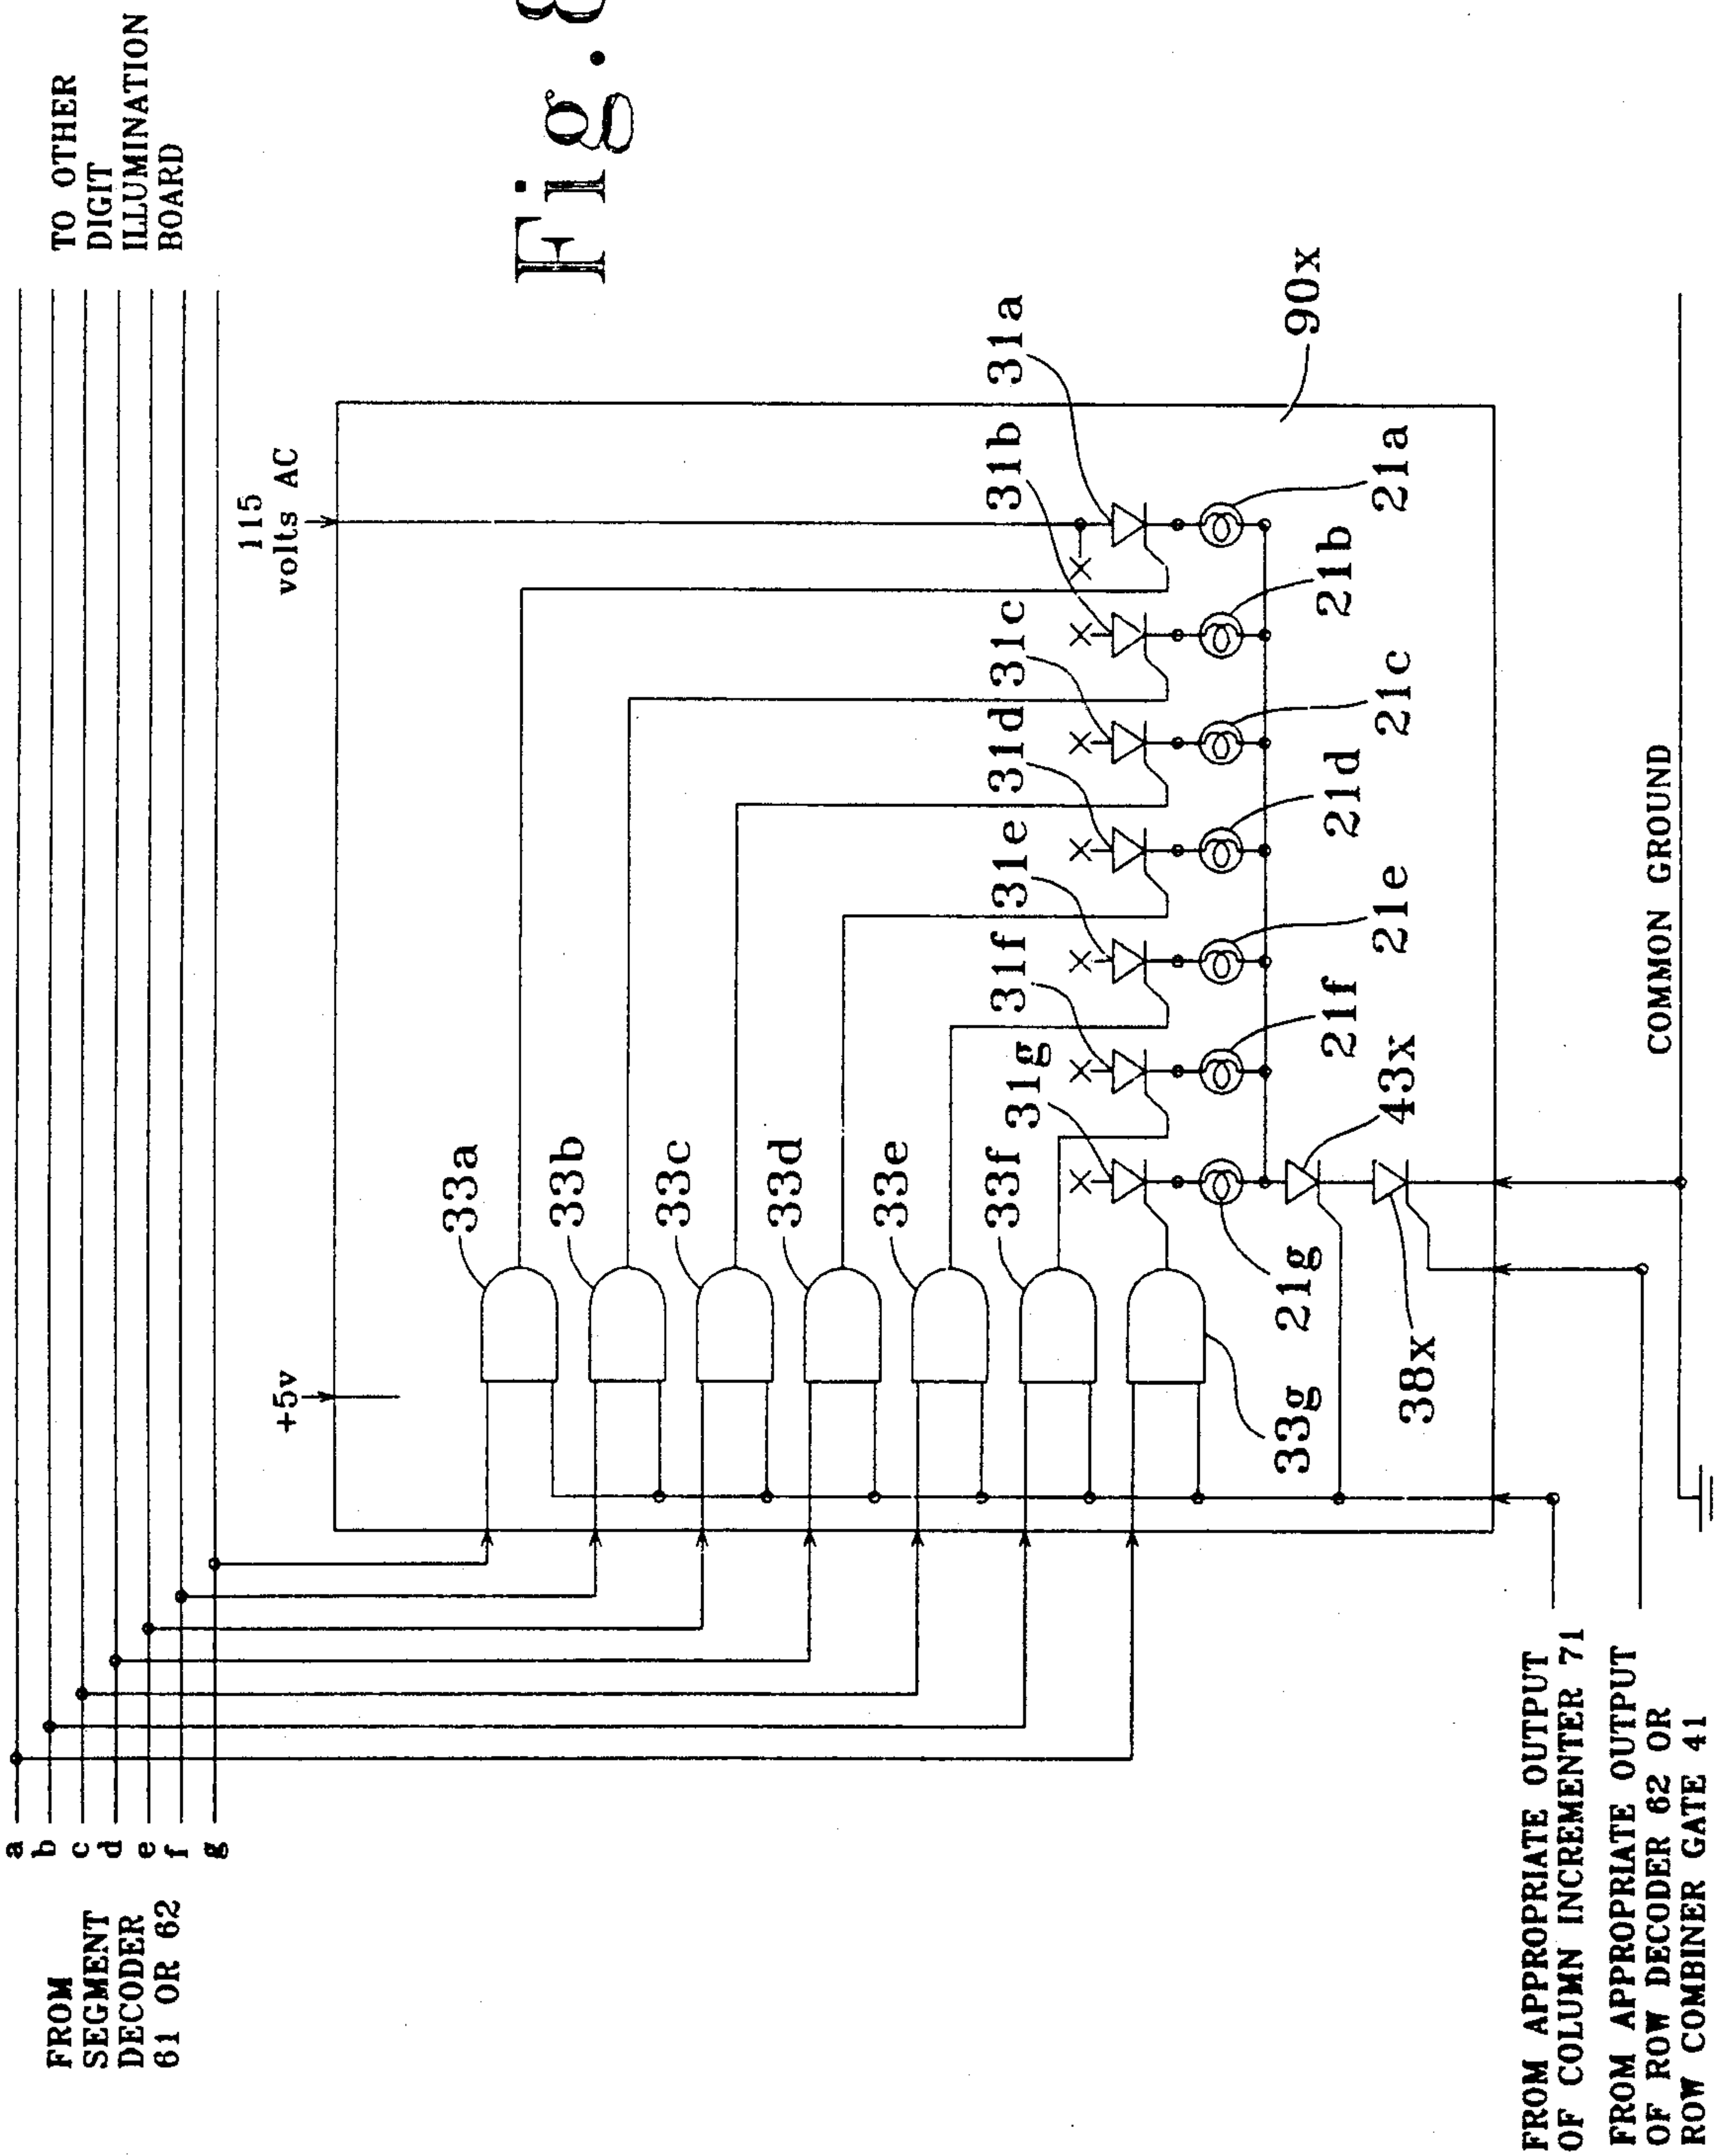 TO OTHER
DIGIT
ILLUMINATION
BOARD
FROM
SEGMENT
DECODER
61 OR 62
a
b
c
d
e
f
g
+5v
115
volts AC
Fig.8
33a
33b
33c
33d
33e
33f
33g
31g
31f
31e
31d
31c
31b
31a
21g
21f
21e
21d
21c
21b
21a
43x
38x
90x
COMMON GROUND
FROM APPROPRIATE OUTPUT
OF COLUMN INCREMENTER 71
FROM APPROPRIATE OUTPUT
OF ROW DECODER 62 OR
ROW COMBINER GATE 41